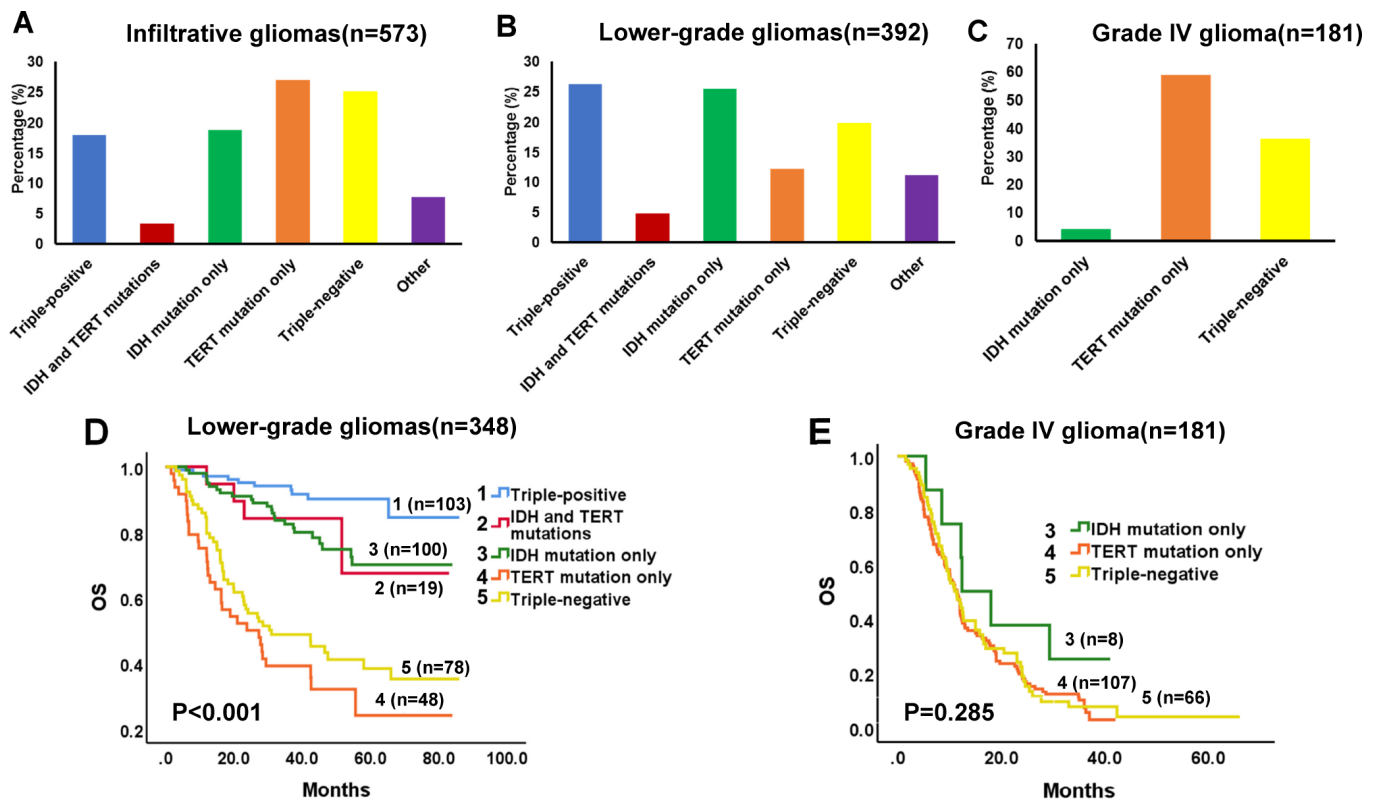 A
Infiltrative gliomas(n=573)
Percentage (%)
30
25
20
15
10
5
0
Triple-positive
IDH and TERT mutations
IDH mutation only
TERT mutation only
Triple-negative
Other
B
Lower-grade gliomas(n=392)
Percentage (%)
30
25
20
15
10
5
0
Triple-positive
IDH and TERT mutations
IDH mutation only
TERT mutation only
Triple-negative
Other
C
Grade IV glioma(n=181)
Percentage (%)
70
60
50
40
30
20
10
0
IDH mutation only
TERT mutation only
Triple-negative
D
Lower-grade gliomas(n=348)
OS
1.0
0.8
0.6
0.4
0.2
1 (n=103)
3 (n=100)
2 (n=19)
5 (n=78)
4 (n=48)
1 Triple-positive
2 IDH and TERT
mutations
3 IDH mutation only
4 TERT mutation only
5 Triple-negative
P<0.001
.0 20.0 40.0 60.0 80.0 100.0
Months
E
Grade IV glioma(n=181)
OS
1.0
0.8
0.6
0.4
0.2
0.0
3 IDH mutation only
4 TERT mutation only
5 Triple-negative
3 (n=8)
4 (n=107)
5 (n=66)
P=0.285
.0 20.0 40.0 60.0
Months